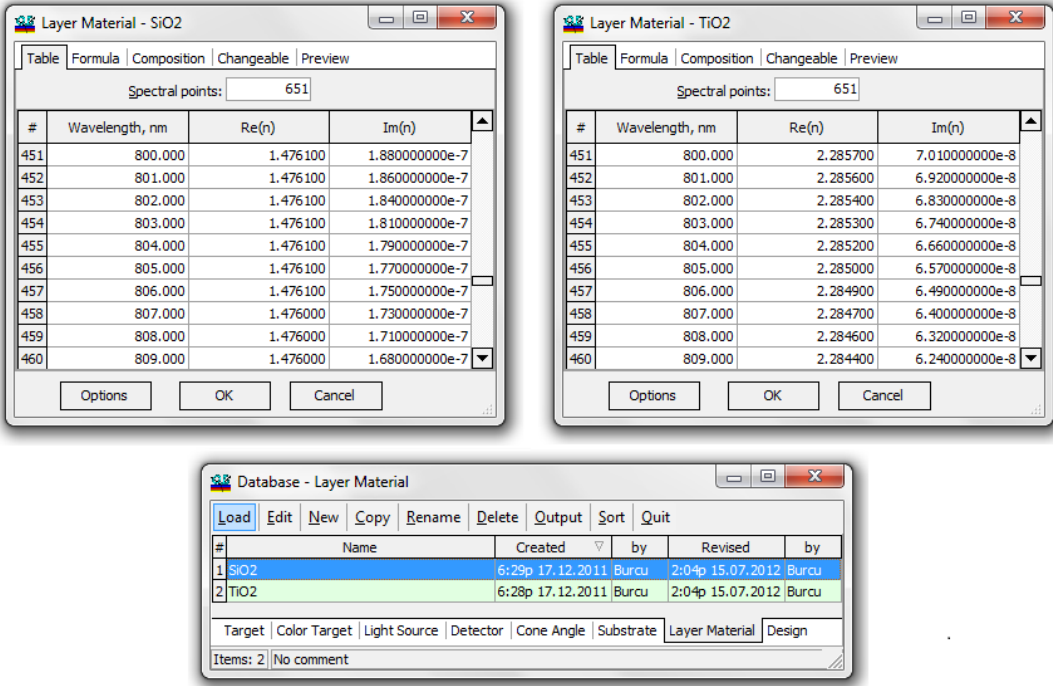 Layer Material - SiO2
Table Formula Composition Changeable Preview
Spectral points: 651
# Wavelength, nm Re(n) Im(n)
451 800.000 1.476100 1.880000000e-7
452 801.000 1.476100 1.860000000e-7
453 802.000 1.476100 1.840000000e-7
454 803.000 1.476100 1.810000000e-7
455 804.000 1.476100 1.790000000e-7
456 805.000 1.476100 1.770000000e-7
457 806.000 1.476100 1.750000000e-7
458 807.000 1.476000 1.730000000e-7
459 808.000 1.476000 1.710000000e-7
460 809.000 1.476000 1.680000000e-7
Options OK Cancel
Layer Material - TiO2
Table Formula Composition Changeable Preview
Spectral points: 651
# Wavelength, nm Re(n) Im(n)
451 800.000 2.285700 7.010000000e-8
452 801.000 2.285600 6.920000000e-8
453 802.000 2.285400 6.830000000e-8
454 803.000 2.285300 6.740000000e-8
455 804.000 2.285200 6.660000000e-8
456 805.000 2.285000 6.570000000e-8
457 806.000 2.284900 6.490000000e-8
458 807.000 2.284700 6.400000000e-8
459 808.000 2.284600 6.320000000e-8
460 809.000 2.284400 6.240000000e-8
Options OK Cancel
Database - Layer Material
Load Edit New Copy Rename Delete Output Sort Quit
# Name Created by Revised by
1 SiO2 6:29p 17.12.2011 Burcu 2:04p 15.07.2012 Burcu
2 TiO2 6:28p 17.12.2011 Burcu 2:04p 15.07.2012 Burcu
Target Color Target Light Source Detector Cone Angle Substrate Layer Material Design
Items: 2 No comment